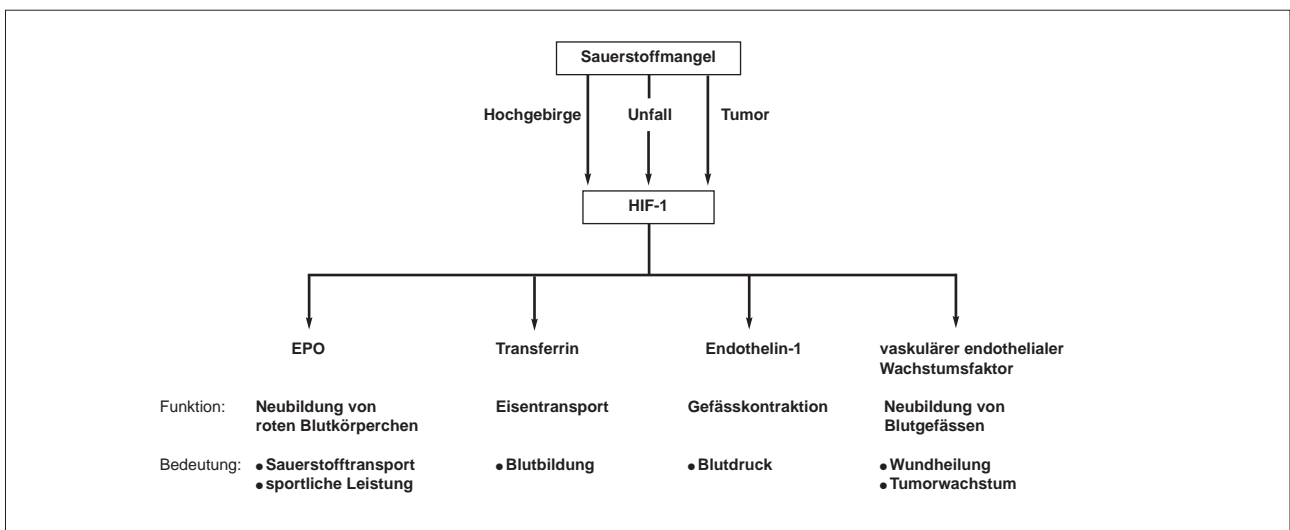 Sauerstoffmangel
Hochgebirge Unfall Tumor
HIF-1
EPO Transferrin Endothelin-1 vaskulärer endothelialer
Wachstumsfaktor
Funktion: Neubildung von Eisentransport Gefässkontraktion Neubildung von
roten Blutkörperchen Blutgefässen
Bedeutung: • Sauerstofftransport • Blutbildung • Blutdruck • Wundheilung
• sportliche Leistung • Tumorwachstum